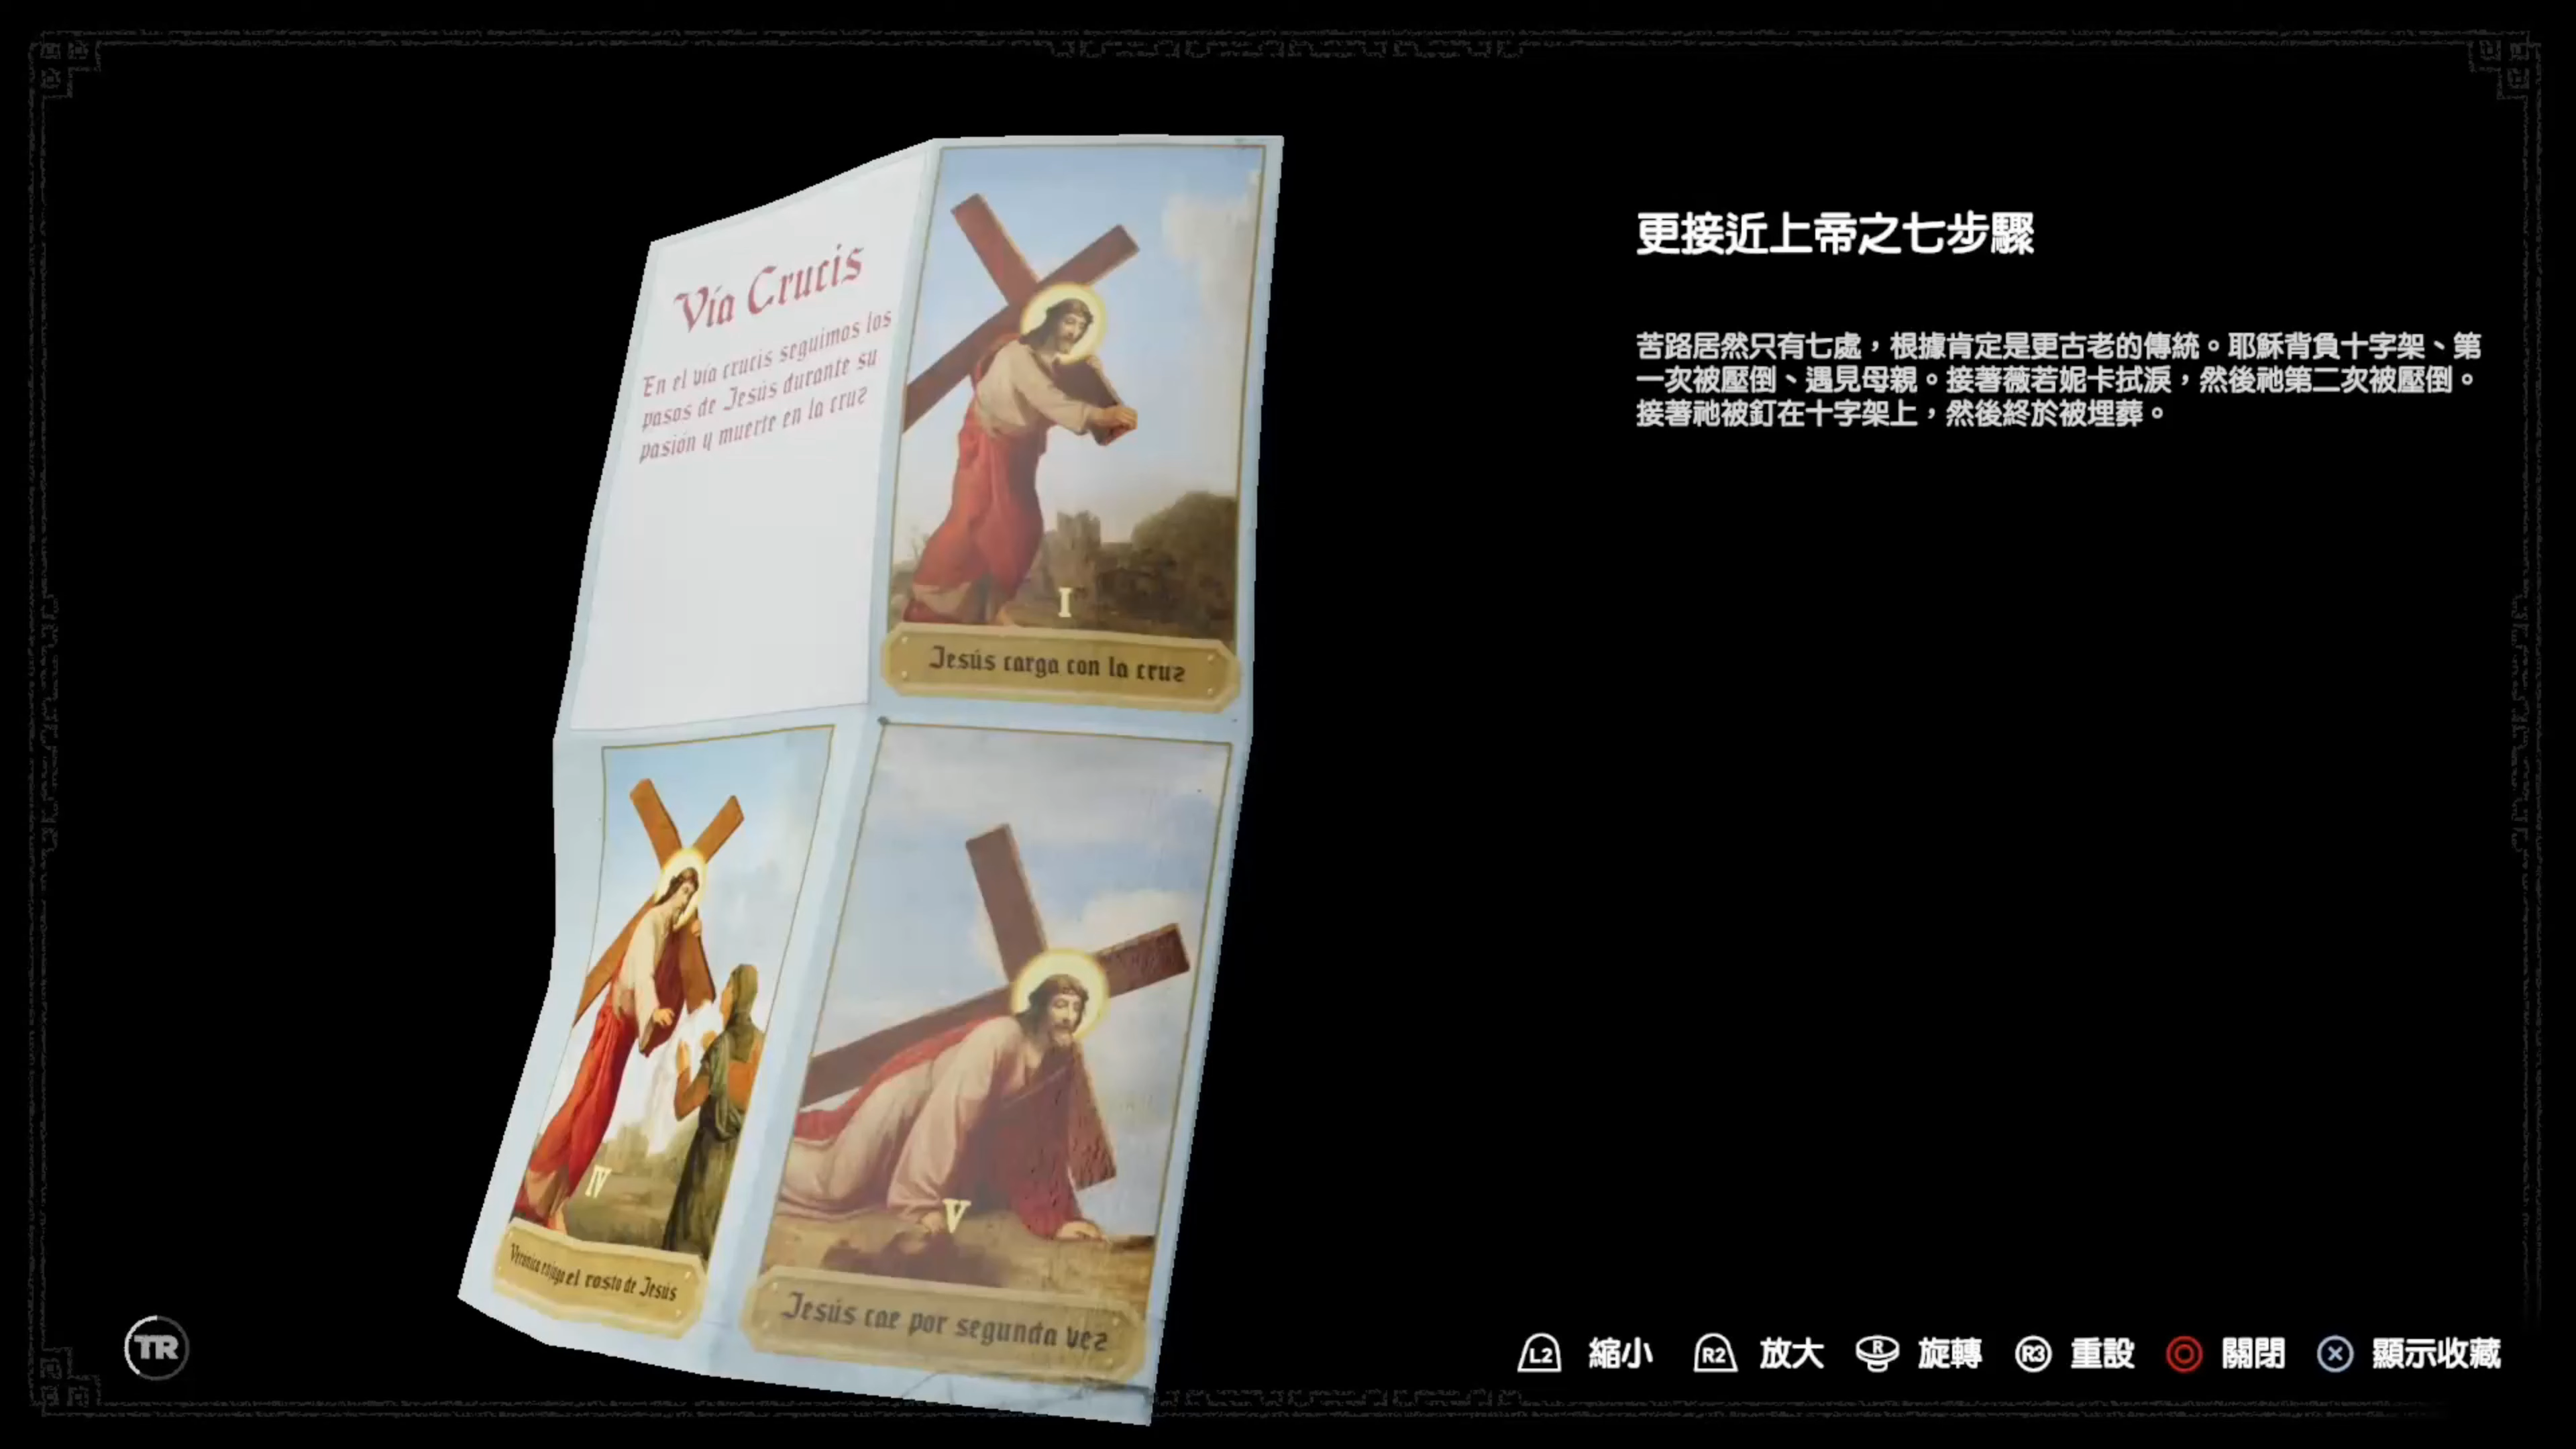 Vía Crucis
En el vía crucis seguimos los
pasos de Jesús durante su
pasión y muerte en la cruz
I
Jesús carga con la cruz
IV
Veronica enjuga el rosto de Jesús
V
Jesús cae por segunda vez
更接近上帝之七步驟
苦路居然只有七處，根據肯定是更古老的傳統。耶穌背負十字架、第
一次被壓倒、遇見母親。接著薇若妮卡拭淚，然後祂第二次被壓倒。
接著祂被釘在十字架上，然後終於被埋葬。
TR
L2 縮小 R2 放大 R 旋轉 R3 重設 關閉 顯示收藏